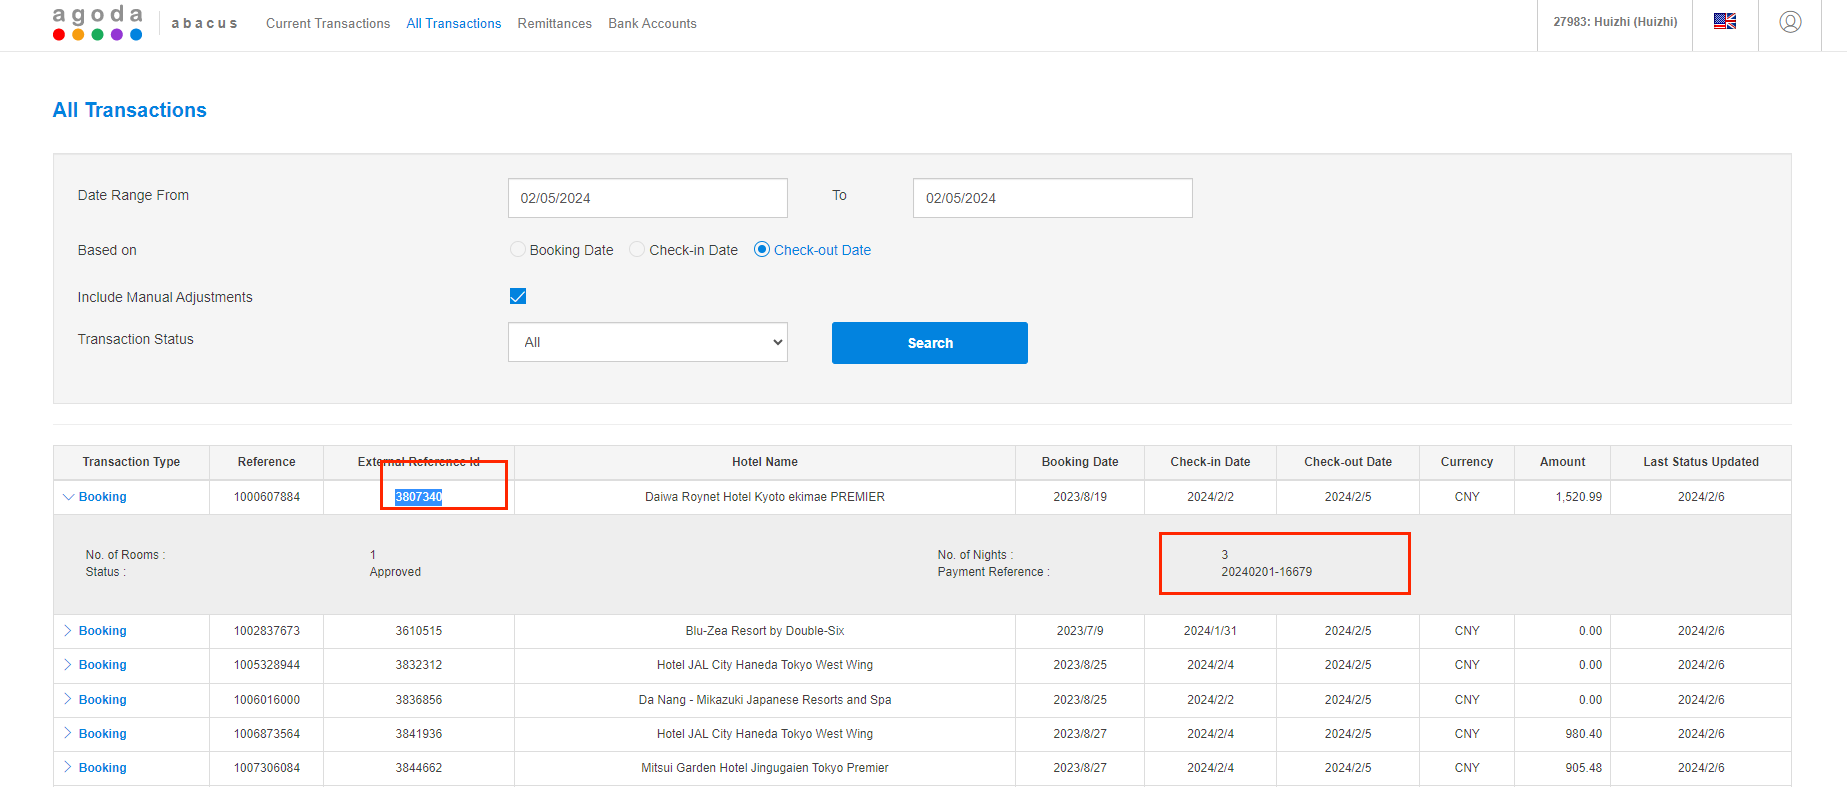 agoda abacus Current Transactions All Transactions Remittances Bank Accounts 27983: Huizhi (Huizhi)
All Transactions
Date Range From 02/05/2024 To 02/05/2024
Based on Booking Date Check-in Date Check-out Date
Include Manual Adjustments
Transaction Status All Search
Transaction Type Reference External Reference Id Hotel Name Booking Date Check-in Date Check-out Date Currency Amount Last Status Updated
Booking 1000607884 3807340 Daiwa Roynet Hotel Kyoto ekimae PREMIER 2023/8/19 2024/2/2 2024/2/5 CNY 1,520.99 2024/2/6
No. of Rooms : 1 No. of Nights : 3
Status : Approved Payment Reference : 20240201-16679
Booking 1002837673 3610515 Blu-Zea Resort by Double-Six 2023/7/9 2024/1/31 2024/2/5 CNY 0.00 2024/2/6
Booking 1005328944 3832312 Hotel JAL City Haneda Tokyo West Wing 2023/8/25 2024/2/4 2024/2/5 CNY 0.00 2024/2/6
Booking 1006016000 3836856 Da Nang - Mikazuki Japanese Resorts and Spa 2023/8/25 2024/2/2 2024/2/5 CNY 0.00 2024/2/6
Booking 1006873564 3841936 Hotel JAL City Haneda Tokyo West Wing 2023/8/27 2024/2/4 2024/2/5 CNY 980.40 2024/2/6
Booking 1007306084 3844662 Mitsui Garden Hotel Jingugaien Tokyo Premier 2023/8/27 2024/2/4 2024/2/5 CNY 905.48 2024/2/6